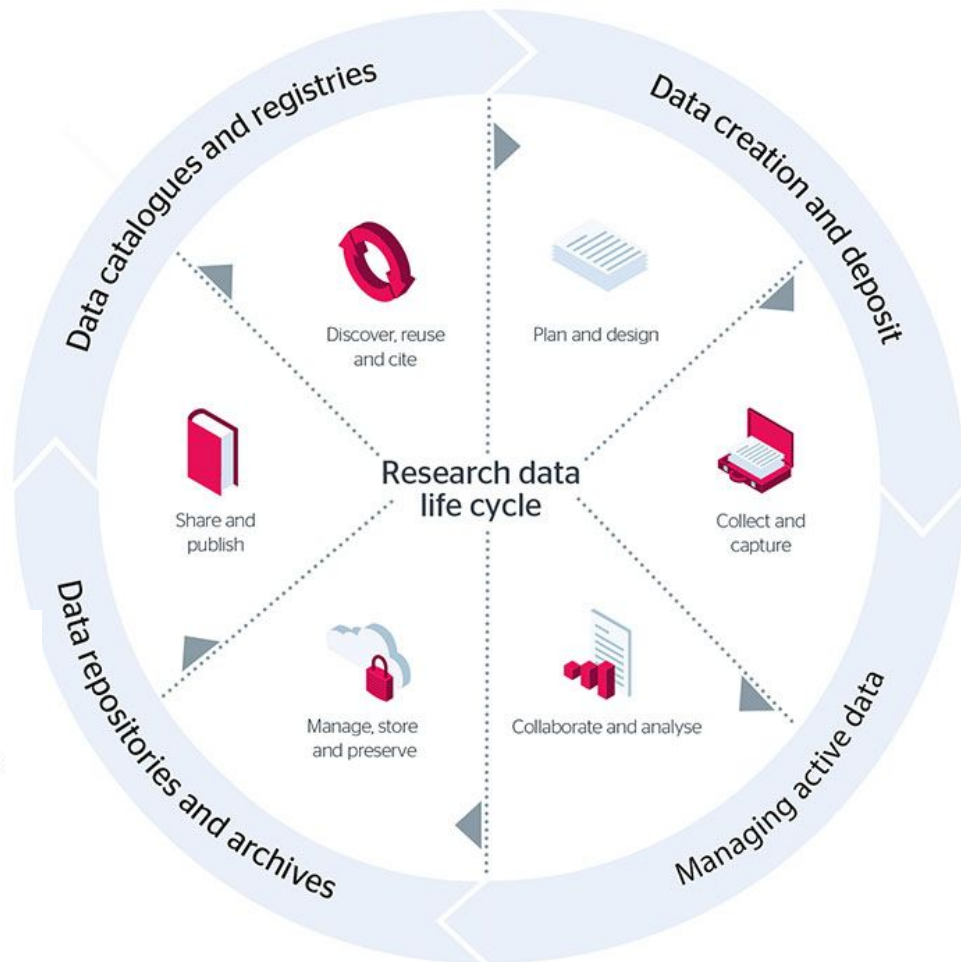 Data catalogues and registries
Data creation and deposit
Discover, reuse
and cite
Plan and design
Research data
life cycle
Share and
publish
Collect and
capture
Manage, store
and preserve
Collaborate and analyse
Data repositories and archives
Managing active data